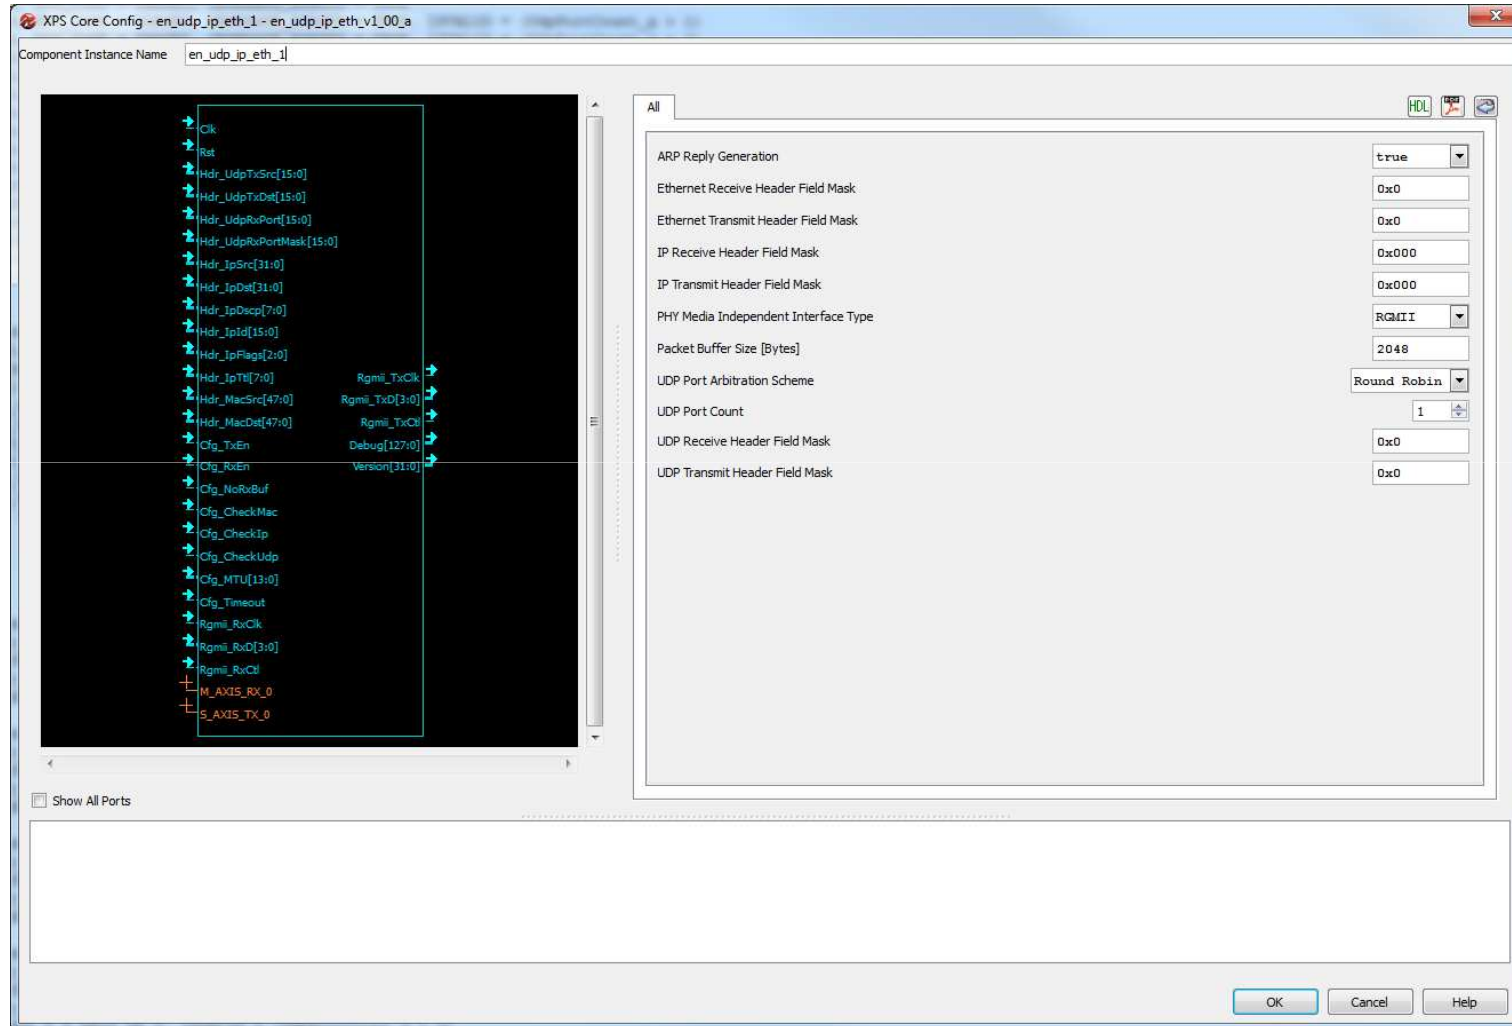 XPS Core Config - en_udp_ip_eth_1 - en_udp_ip_eth_v1_00_a
Component Instance Name en_udp_ip_eth_1
Clk
Rst
Hdr_UdpTxSrc[15:0]
Hdr_UdpTxDst[15:0]
Hdr_UdpRxPort[15:0]
Hdr_UdpRxPortMask[15:0]
Hdr_IpSrc[31:0]
Hdr_IpDst[31:0]
Hdr_IpDscp[7:0]
Hdr_IpId[15:0]
Hdr_IpFlags[2:0]
Hdr_IpTtl[7:0] Rgmii_TxClk
Hdr_MacSrc[47:0] Rgmii_TxD[3:0]
Hdr_MacDst[47:0] Rgmii_TxCtl
Cfg_TxEn Debug[127:0]
Cfg_RxEn Version[31:0]
Cfg_NoRxBuf
Cfg_CheckMac
Cfg_CheckIp
Cfg_CheckUdp
Cfg_MTU[13:0]
Cfg_Timeout
Rgmii_RxClk
Rgmii_RxD[3:0]
Rgmii_RxCtl
M_AXIS_RX_0
S_AXIS_TX_0
Show All Ports
All
HDL
ARP Reply Generation true
Ethernet Receive Header Field Mask 0x0
Ethernet Transmit Header Field Mask 0x0
IP Receive Header Field Mask 0x000
IP Transmit Header Field Mask 0x000
PHY Media Independent Interface Type RGMII
Packet Buffer Size [Bytes] 2048
UDP Port Arbitration Scheme Round Robin
UDP Port Count 1
UDP Receive Header Field Mask 0x0
UDP Transmit Header Field Mask 0x0
OK Cancel Help